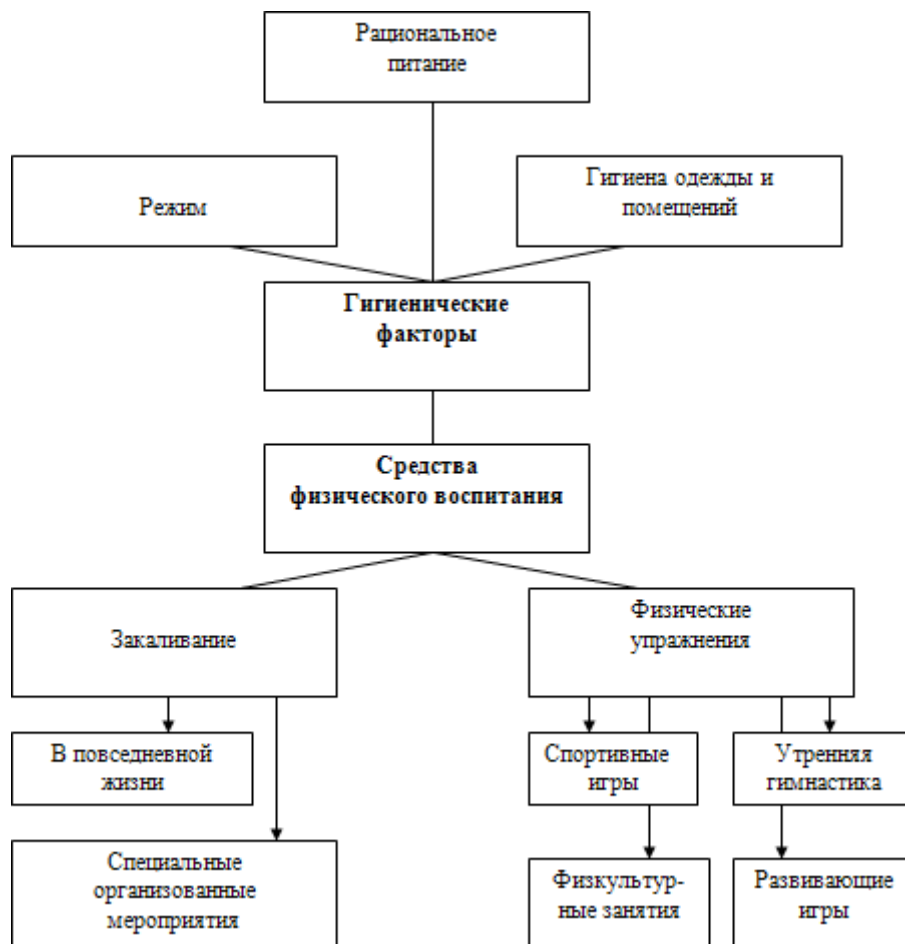 Рациональное
питание
Режим
Гигиена одежды и
помещений
Гигиенические
факторы
Средства
физического воспитания
Закаливание
Физические
упражнения
В повседневной
жизни
Спортивные
игры
Утренняя
гимнастика
Специальные
организованные
мероприятия
Физкультур-
ные занятия
Развивающие
игры